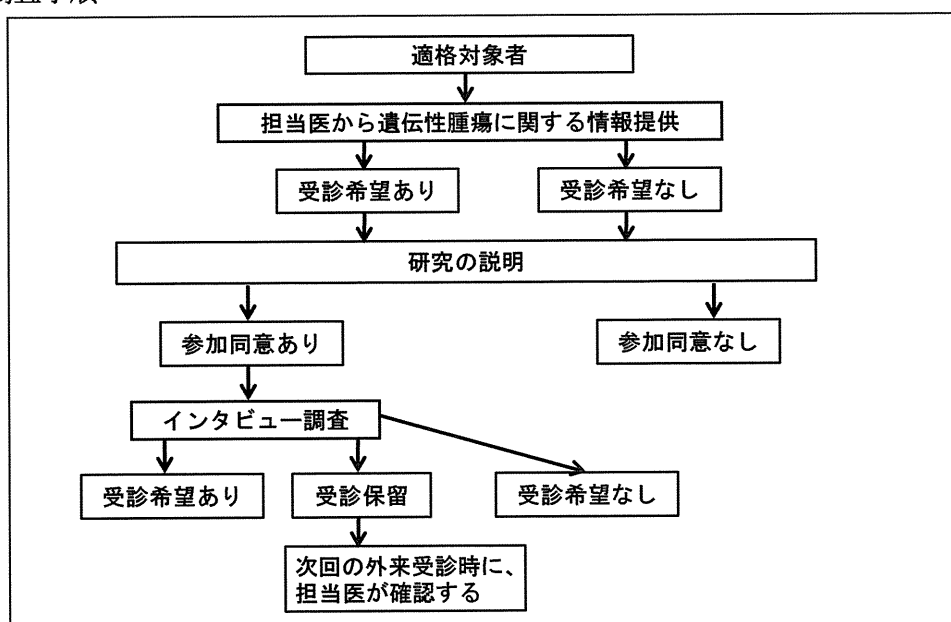 適格対象者
担当医から遺伝性腫瘍に関する情報提供
受診希望あり
受診希望なし
研究の説明
参加同意あり
参加同意なし
インタビュー調査
受診希望あり
受診保留
受診希望なし
次回の外来受診時に、
担当医が確認する